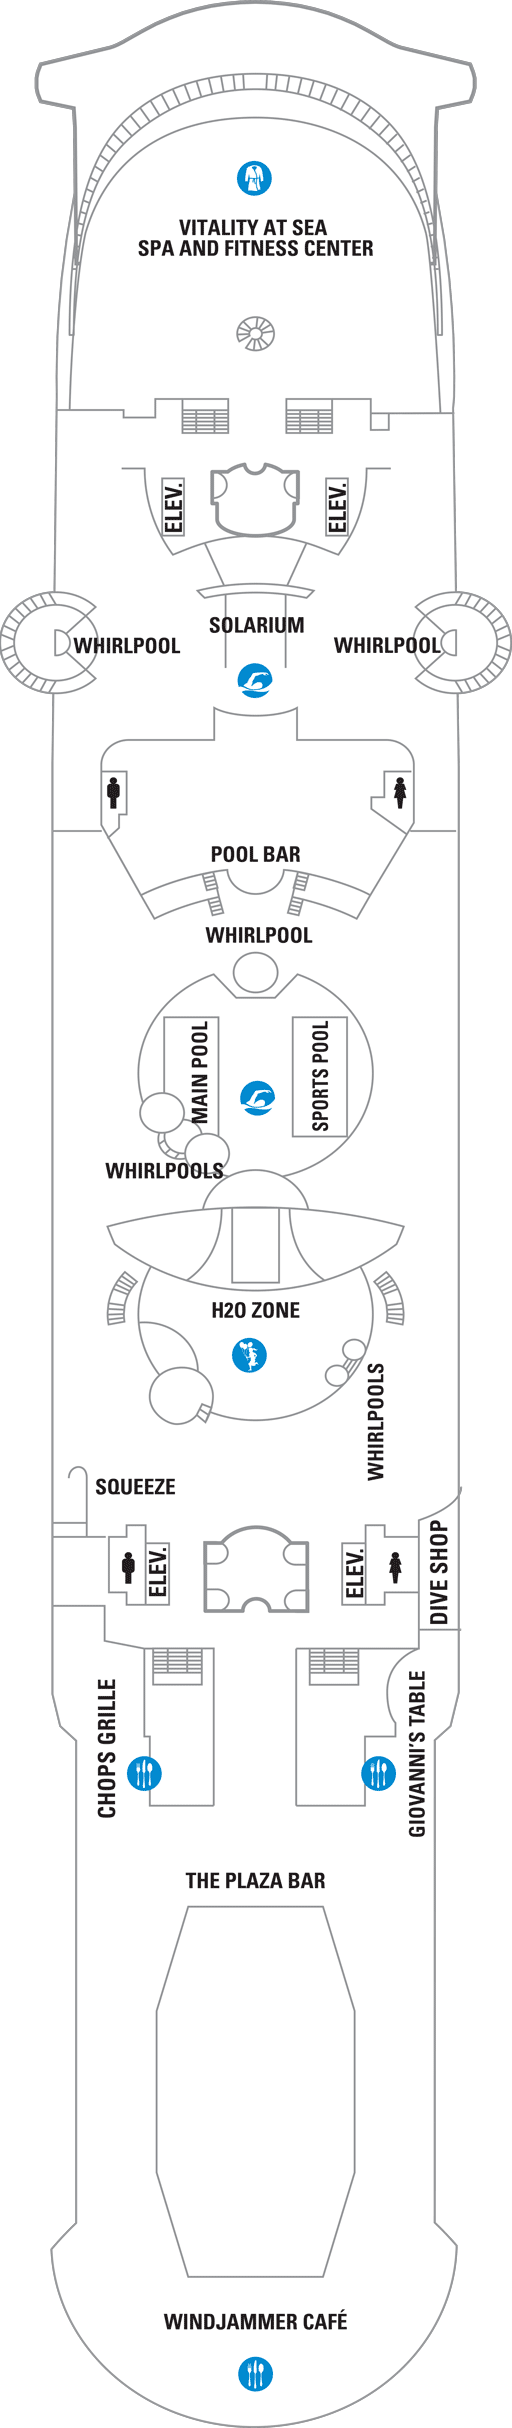 VITALITY AT SEA
SPA AND FITNESS CENTER
ELEV.
ELEV.
SOLARIUM
WHIRLPOOL
WHIRLPOOL
POOL BAR
WHIRLPOOL
MAIN POOL
SPORTS POOL
WHIRLPOOLS
H2O ZONE
WHIRLPOOLS
SQUEEZE
ELEV.
ELEV.
DIVE SHOP
CHOPS GRILLE
GIOVANNI'S TABLE
THE PLAZA BAR
WINDJAMMER CAFÉ